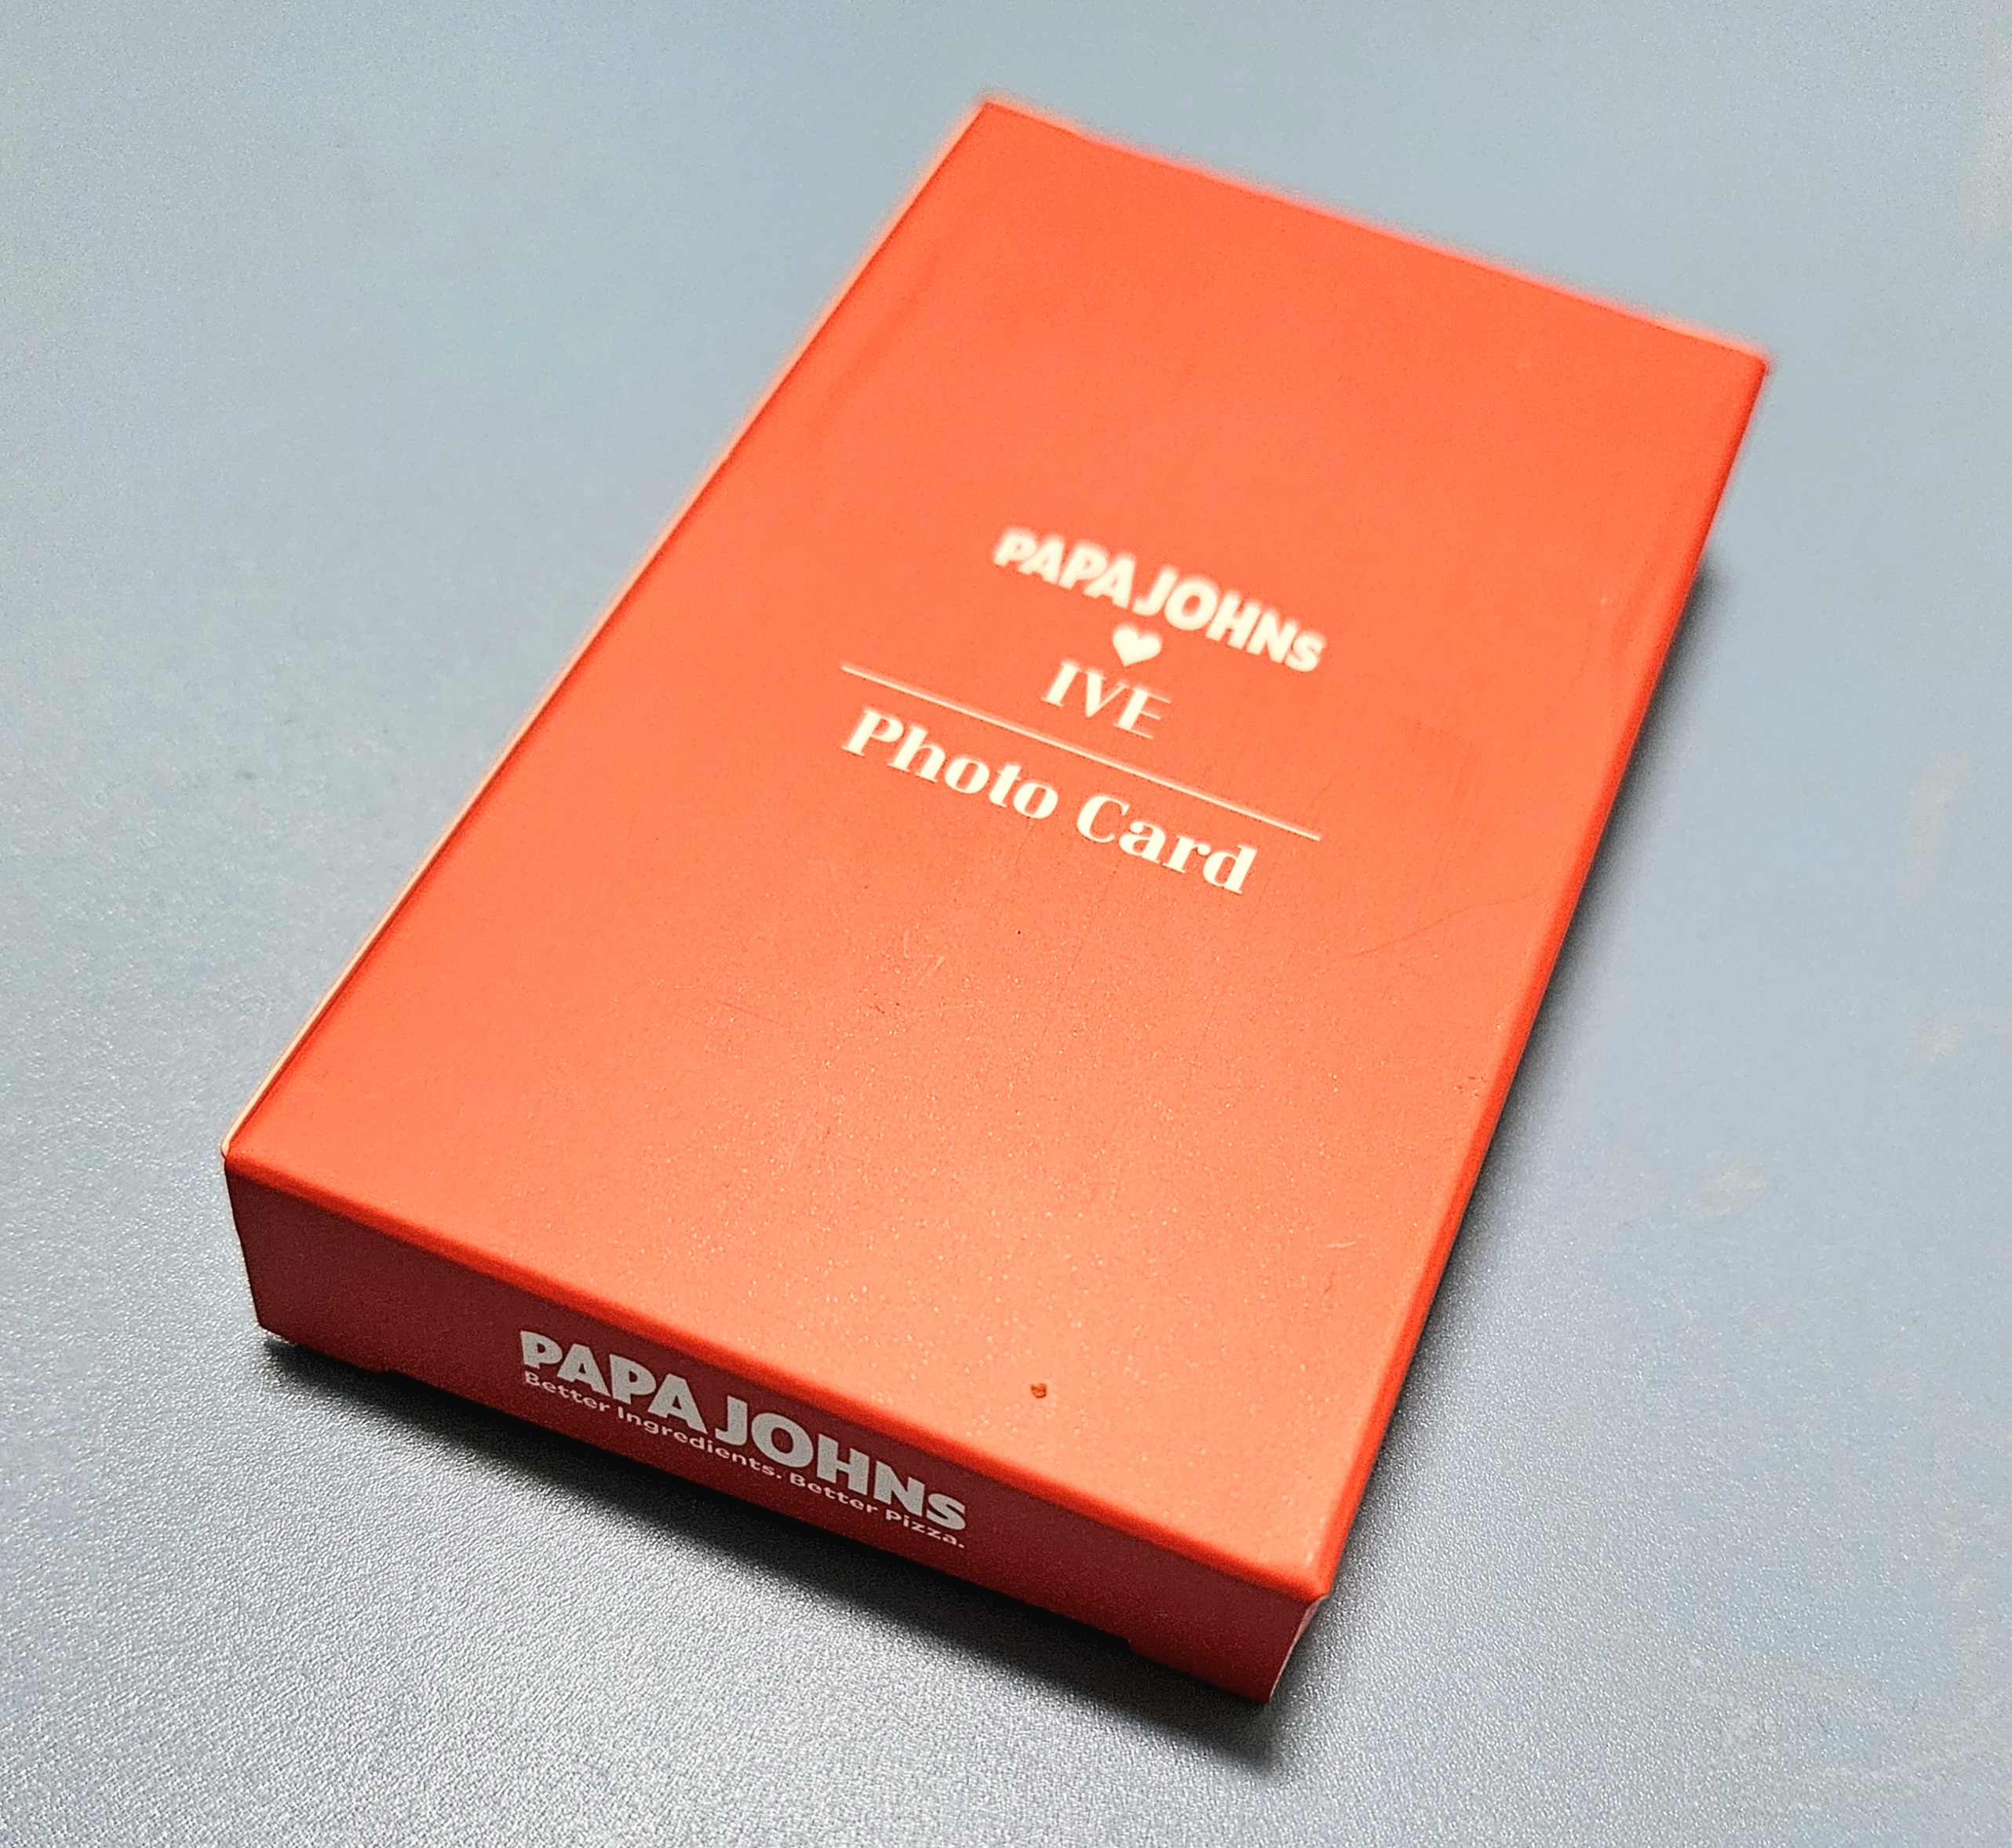 PAPA JOHNS
♥
IVE
Photo Card
PAPA JOHNS
Better Ingredients. Better Pizza.